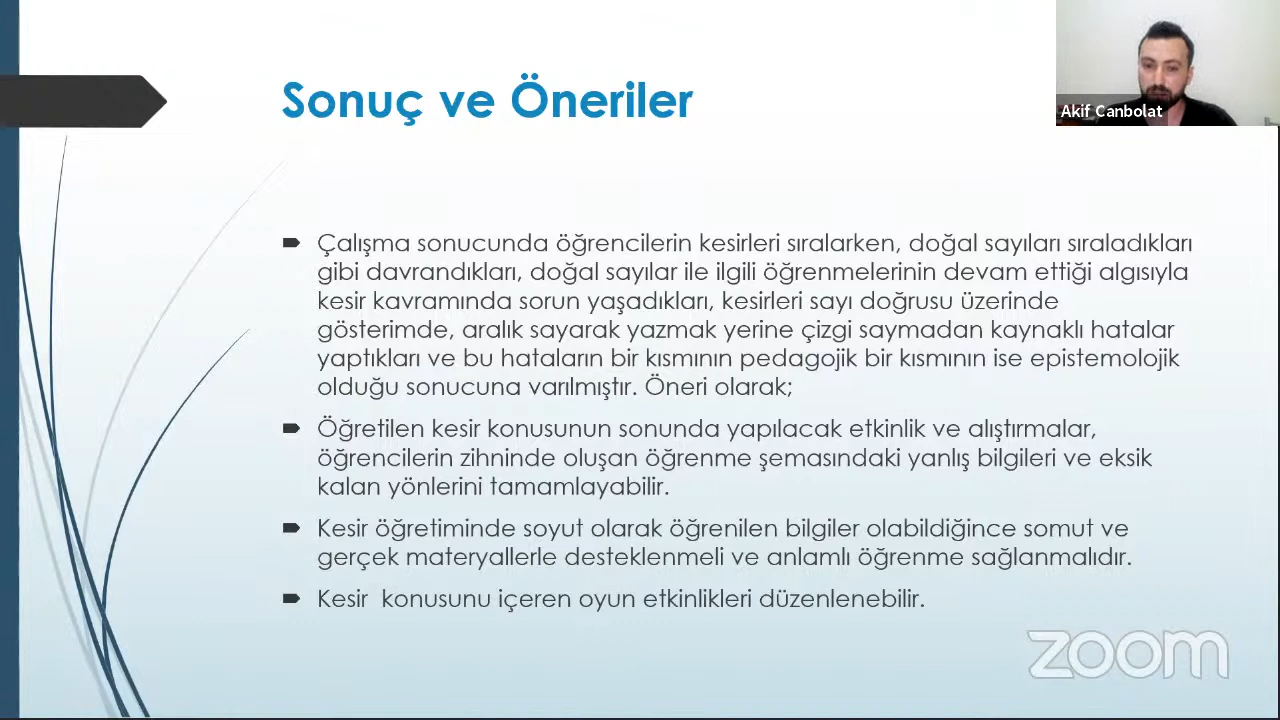 Sonuç ve Öneriler
Akif Canbolat
Çalışma sonucunda öğrencilerin kesirleri sıralarken, doğal sayıları sıraladıkları
gibi davrandıkları, doğal sayılar ile ilgili öğrenmelerinin devam ettiği algısıyla
kesir kavramında sorun yaşadıkları, kesirleri sayı doğrusu üzerinde
gösterimde, aralık sayarak yazmak yerine çizgi saymadan kaynaklı hatalar
yaptıkları ve bu hataların bir kısmının pedagojik bir kısmının ise epistemolojik
olduğu sonucuna varılmıştır. Öneri olarak;
Öğretilen kesir konusunun sonunda yapılacak etkinlik ve alıştırmalar,
öğrencilerin zihninde oluşan öğrenme şemasındaki yanlış bilgileri ve eksik
kalan yönlerini tamamlayabilir.
Kesir öğretiminde soyut olarak öğrenilen bilgiler olabildiğince somut ve
gerçek materyallerle desteklenmeli ve anlamlı öğrenme sağlanmalıdır.
Kesir  konusunu içeren oyun etkinlikleri düzenlenebilir.
zoom